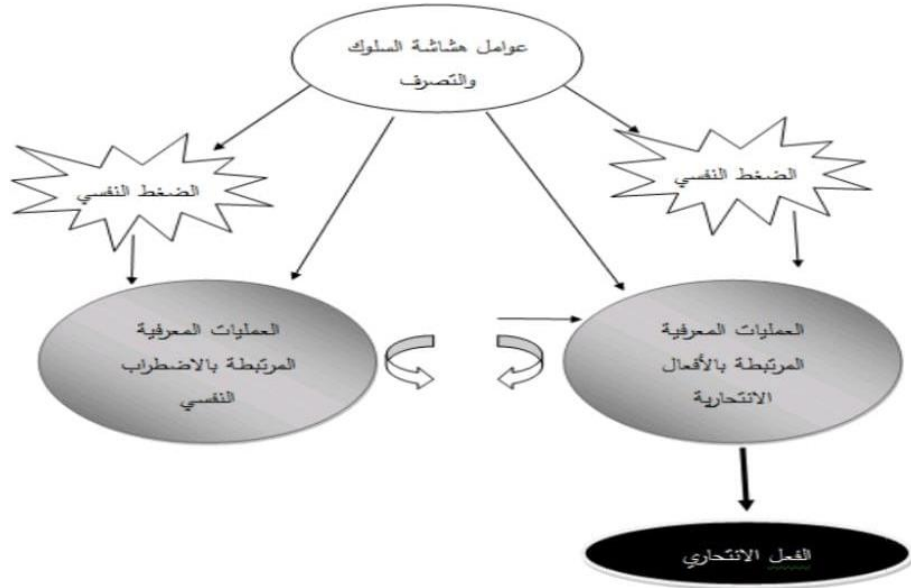 عوامل هشاشة السلوك
والتصرف
الضغط النفسي
الضغط النفسي
العمليات المعرفية
المرتبطة بالأفعال
الانتحارية
العمليات المعرفية
المرتبطة بالاضطراب
النفسي
الفعل الانتحاري